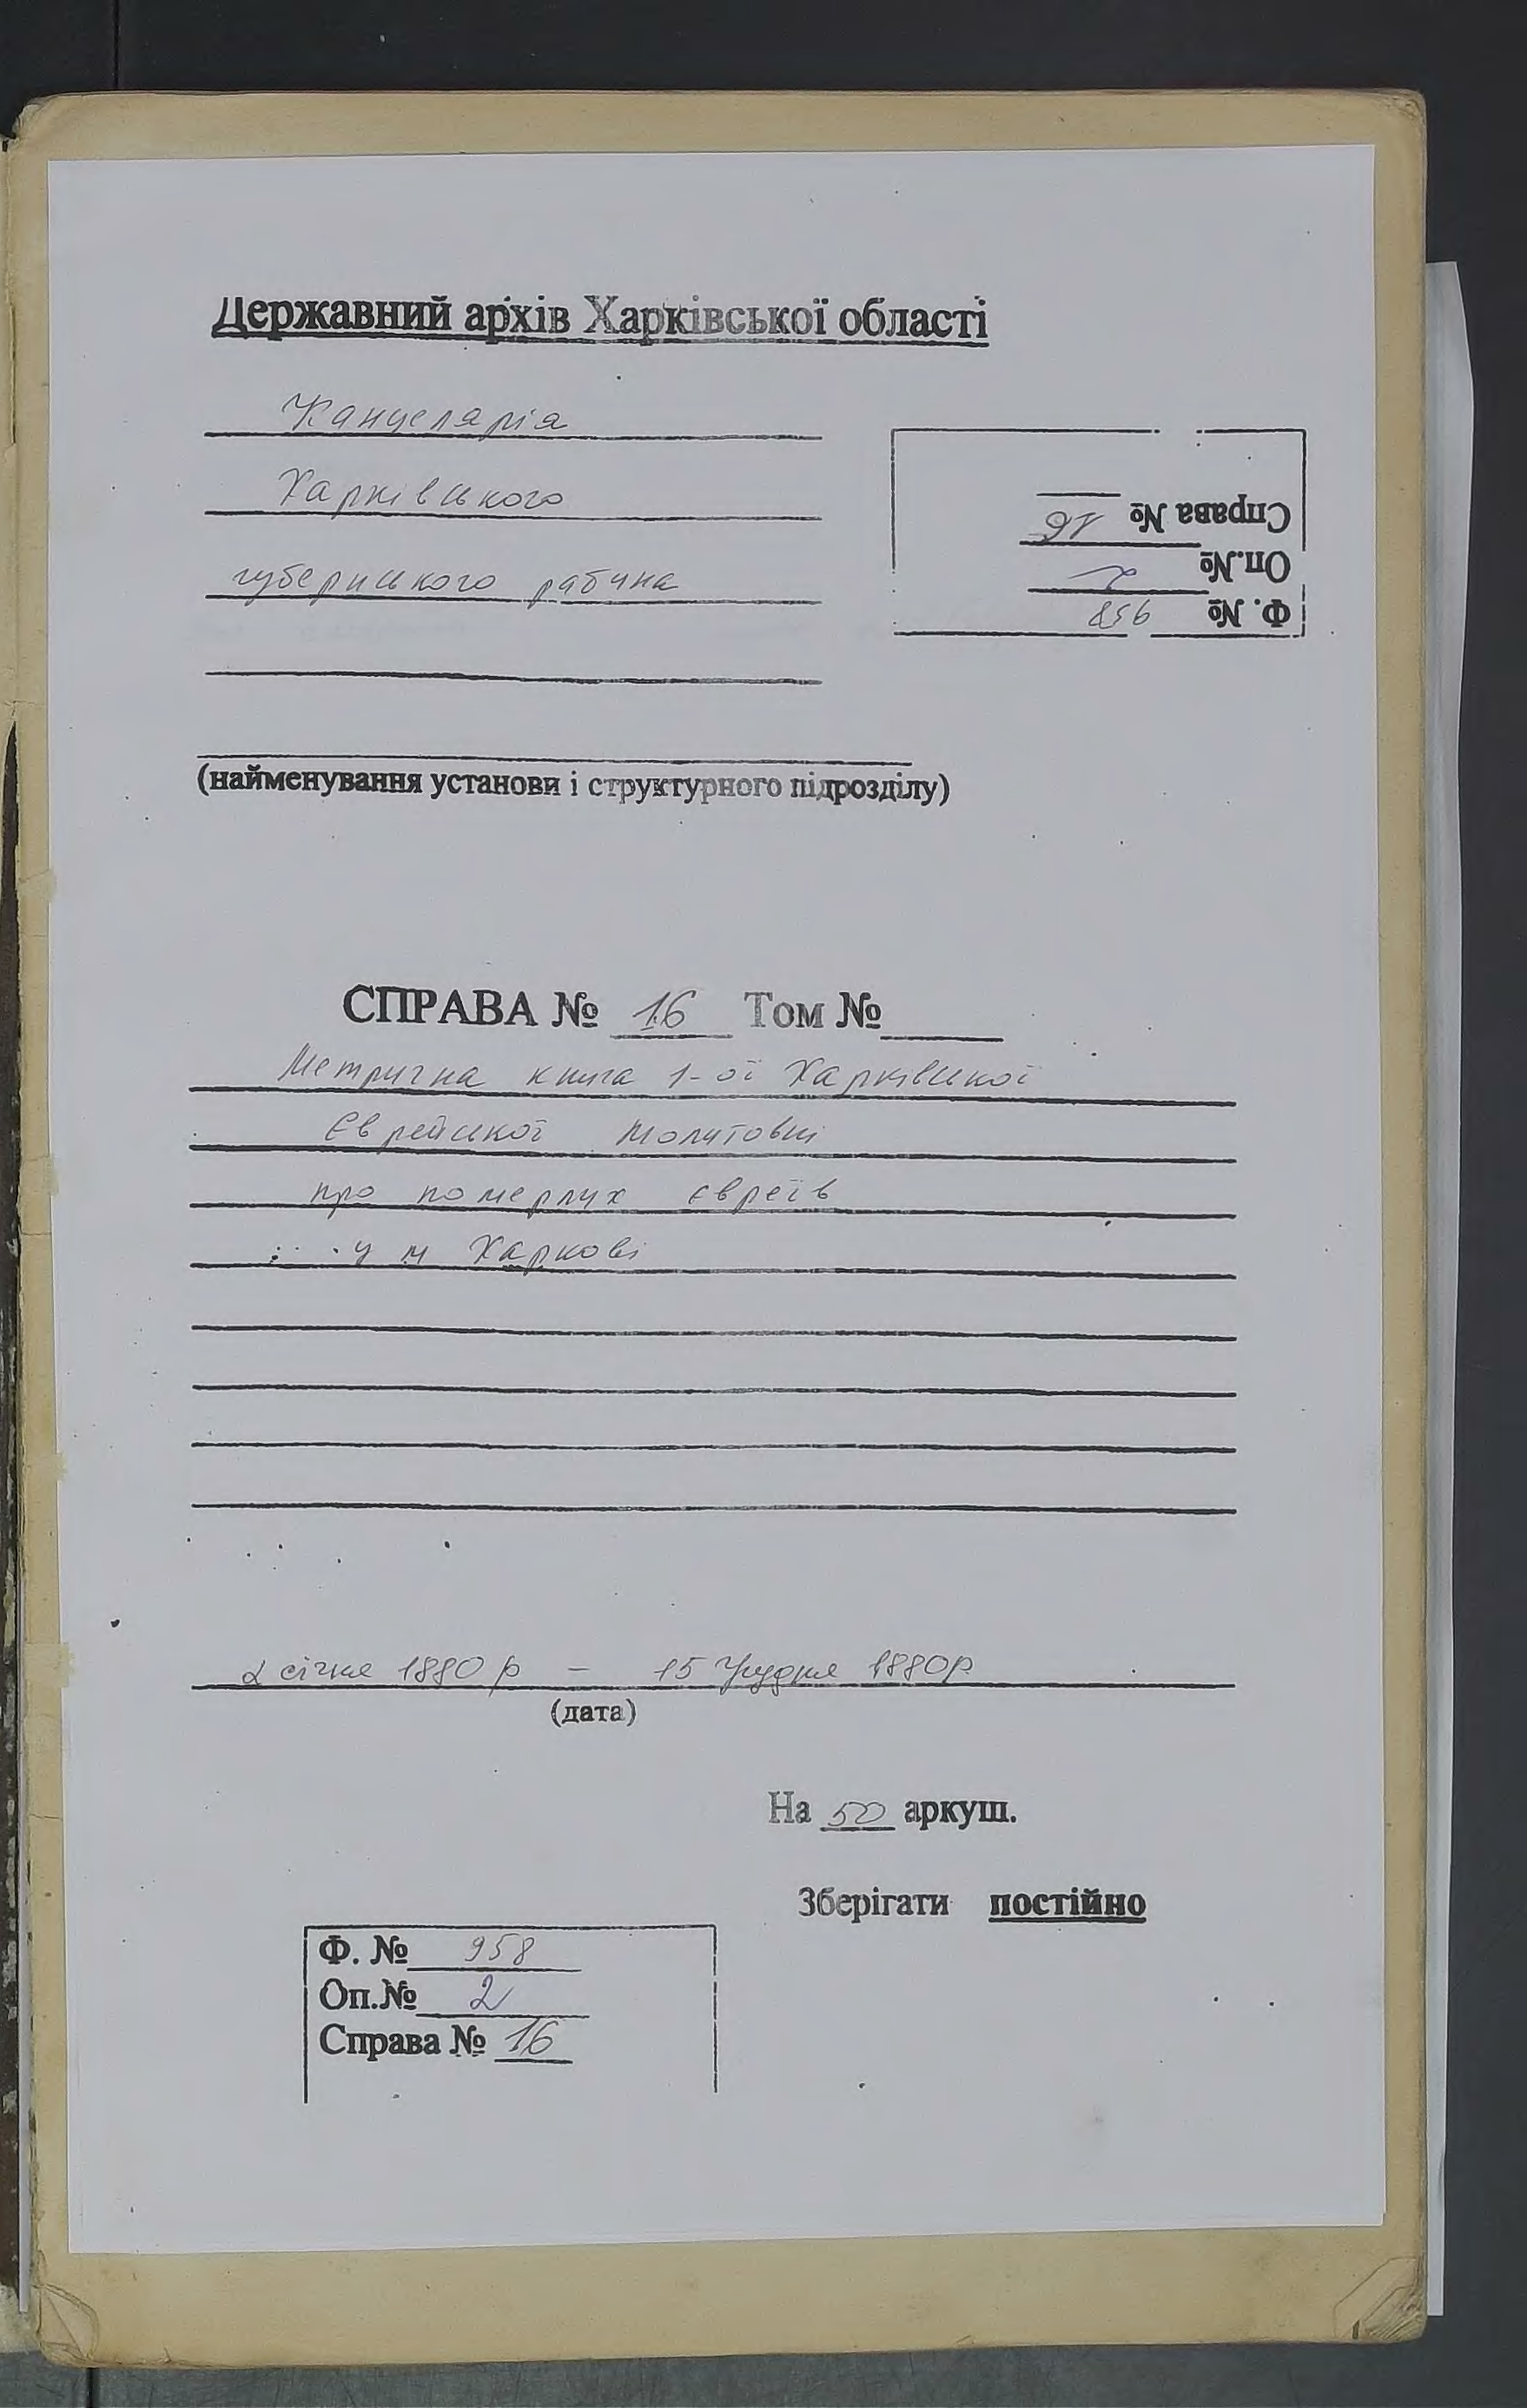 Державний архів Харківської області
Канцелярія
Харківського
губернського рабина
Справа № 16
Оп.№ 2
Ф. № 958
(найменування установи і структурного підрозділу)
СПРАВА № 16 Том №
Метрична книга 1-ої Харківської
Єврейської молитовні
про померлих євреїв
у м Харкові
2 січня 1880 р – 15 грудня 1880р
(дата)
На 50 аркуш.
Зберігати постійно
Ф. № 958
Оп.№ 2
Справа № 16